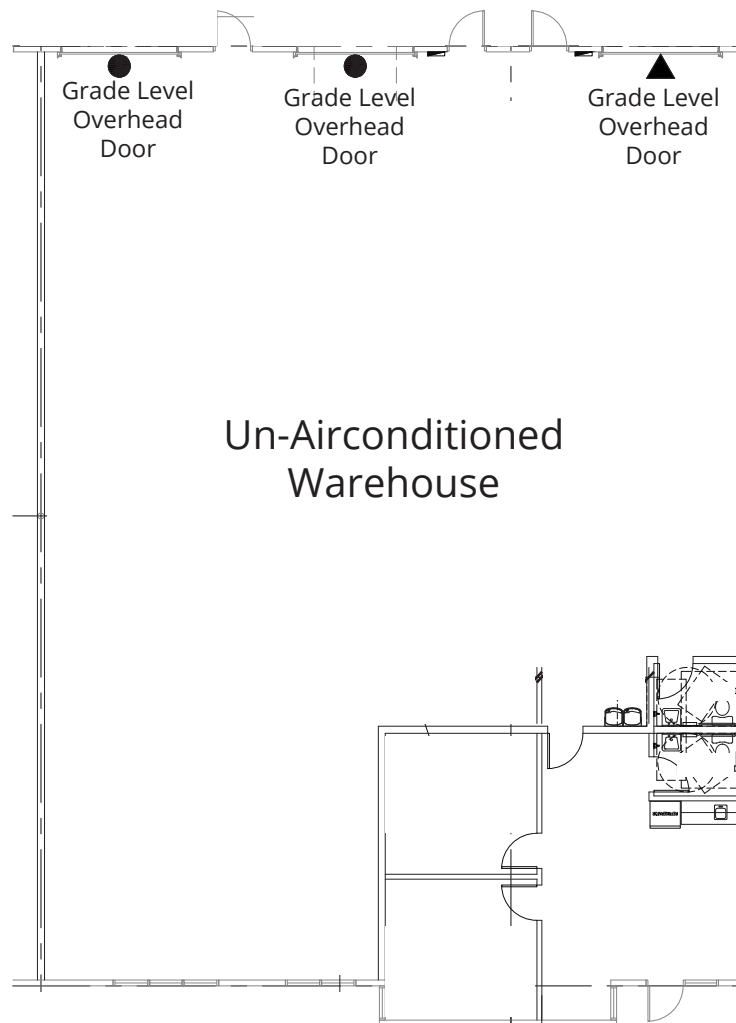 Grade Level
Overhead
Door
Grade Level
Overhead
Door
Grade Level
Overhead
Door
Un-Airconditioned
Warehouse